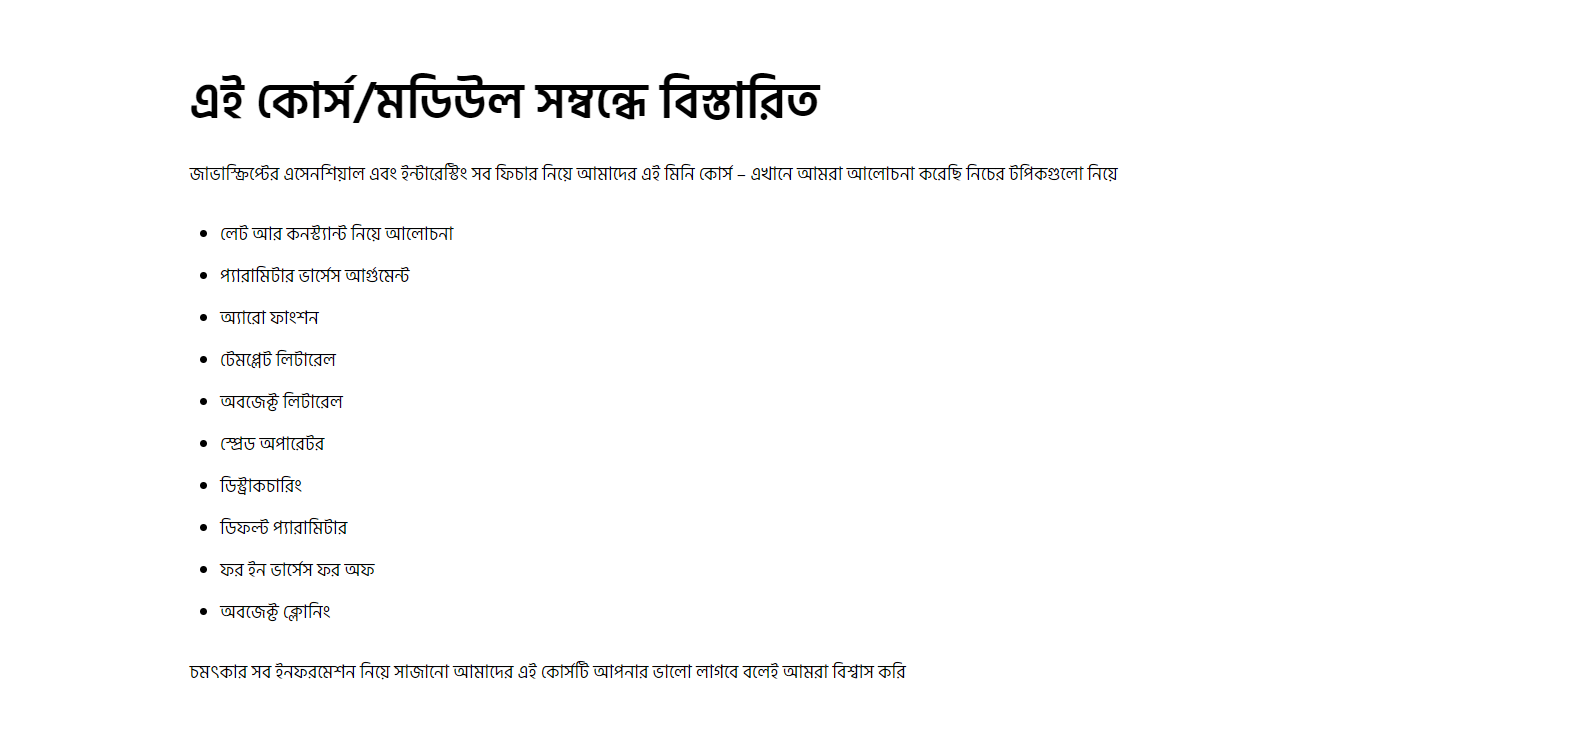 এই কোর্স/মডিউল সম্বন্ধে বিস্তারিত
জাভাস্ক্রিপ্টের এসেনশিয়াল এবং ইন্টারেস্টিং সব ফিচার নিয়ে আমাদের এই মিনি কোর্স – এখানে আমরা আলোচনা করেছি নিচের টপিকগুলো নিয়ে
• লেট আর কনস্ট্যান্ট নিয়ে আলোচনা
• প্যারামিটার ভার্সেস আর্গুমেন্ট
• অ্যারো ফাংশন
• টেমপ্লেট লিটারেল
• অবজেক্ট লিটারেল
• স্প্রেড অপারেটর
• ডিস্ট্রাকচারিং
• ডিফল্ট প্যারামিটার
• ফর ইন ভার্সেস ফর অফ
• অবজেক্ট ক্লোনিং
চমৎকার সব ইনফরমেশন নিয়ে সাজানো আমাদের এই কোর্সটি আপনার ভালো লাগবে বলেই আমরা বিশ্বাস করি